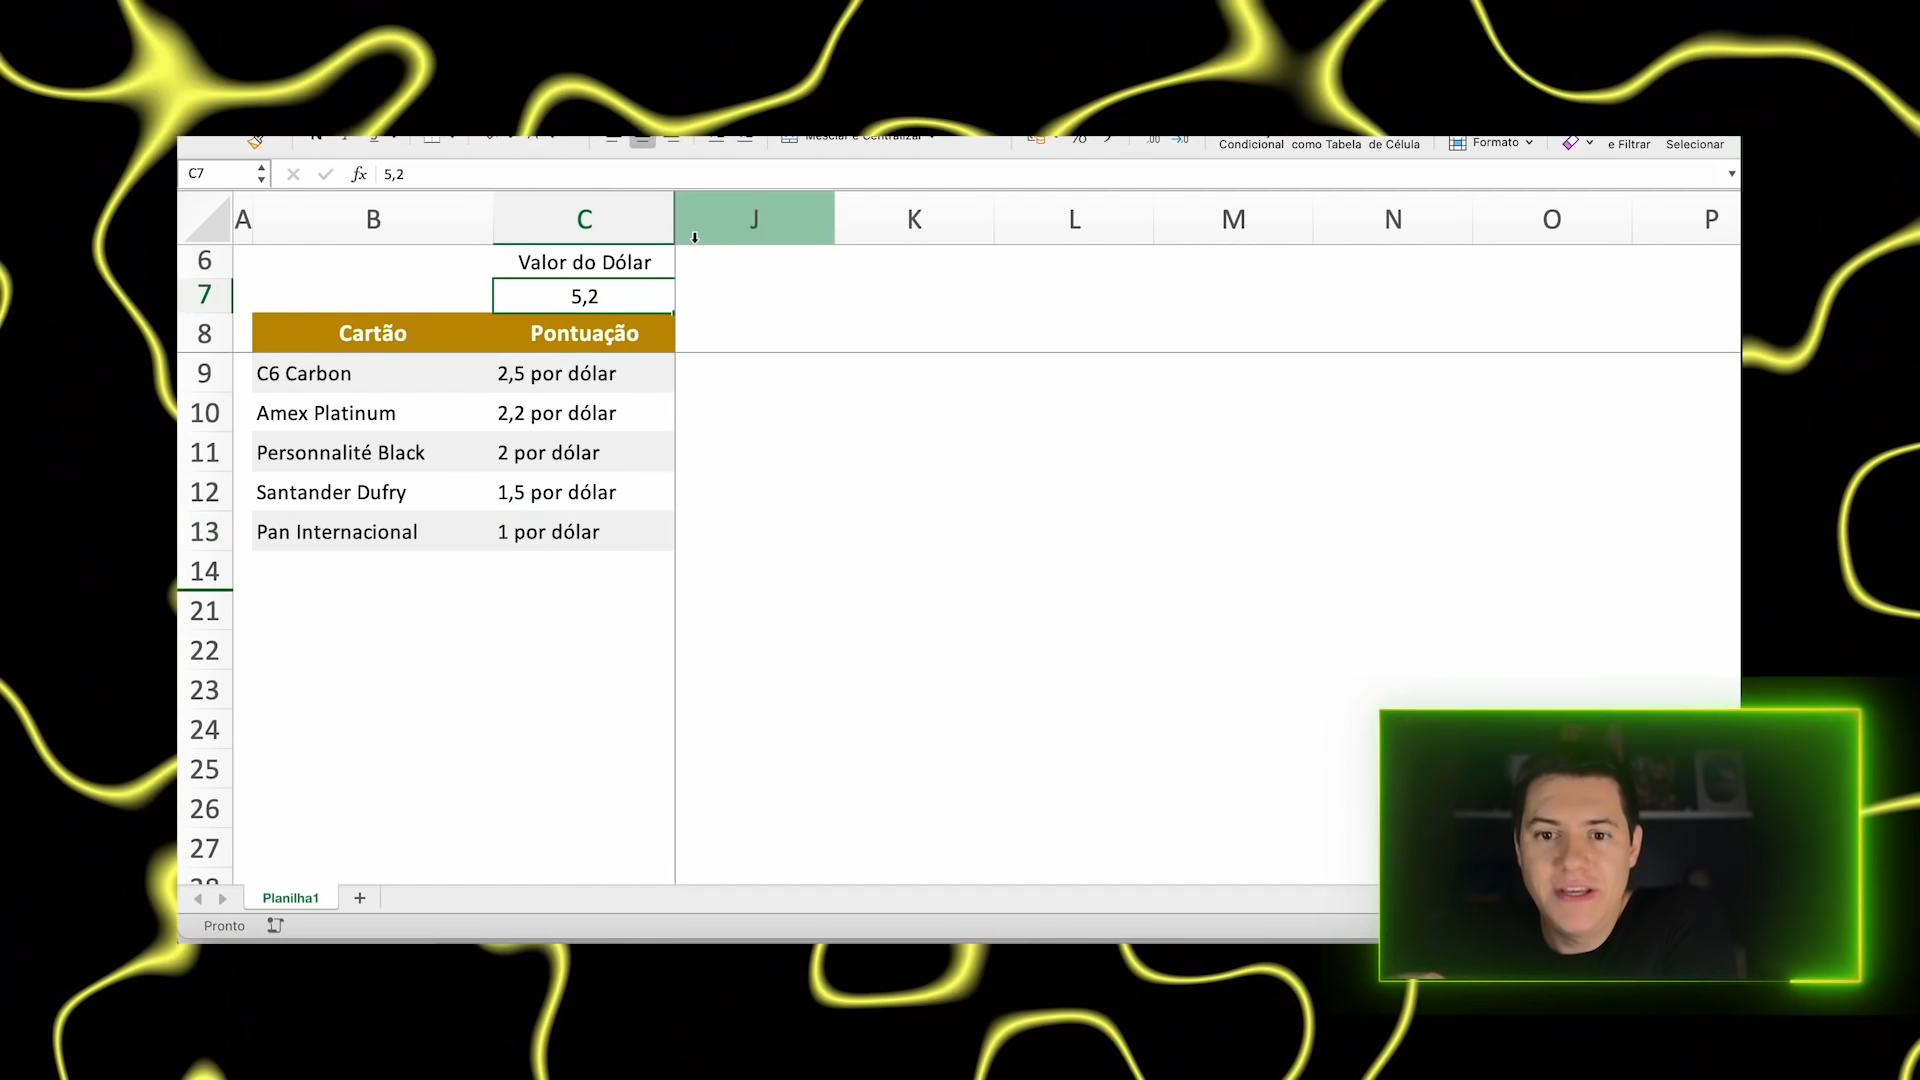 Mesclar e Centralizar
Condicional como Tabela de Célula
Formato
e Filtrar Selecionar
C7
fx 5,2
A B C J K L M N O P
6 Valor do Dólar
7 5,2
8 Cartão Pontuação
9 C6 Carbon 2,5 por dólar
10 Amex Platinum 2,2 por dólar
11 Personnalité Black 2 por dólar
12 Santander Dufry 1,5 por dólar
13 Pan Internacional 1 por dólar
14
21
22
23
24
25
26
27
Planilha1 +
Pronto